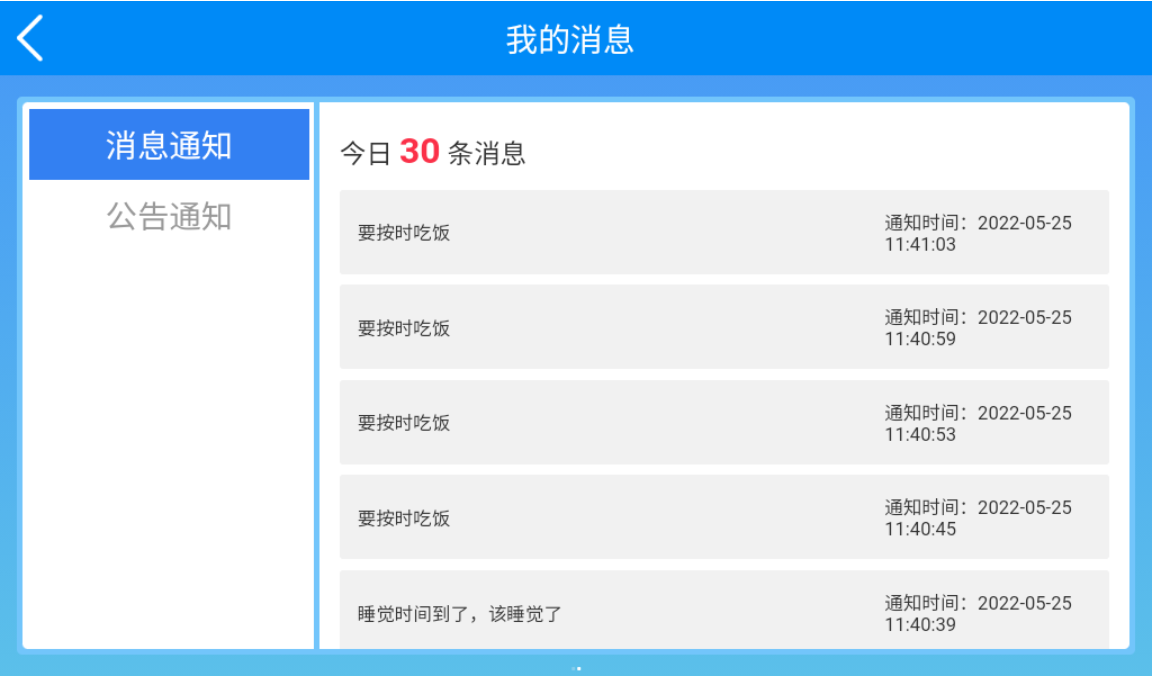 我的消息
消息通知
公告通知
今日 30 条消息
要按时吃饭
通知时间：2022-05-25
11:41:03
要按时吃饭
通知时间：2022-05-25
11:40:59
要按时吃饭
通知时间：2022-05-25
11:40:53
要按时吃饭
通知时间：2022-05-25
11:40:45
睡觉时间到了，该睡觉了
通知时间：2022-05-25
11:40:39